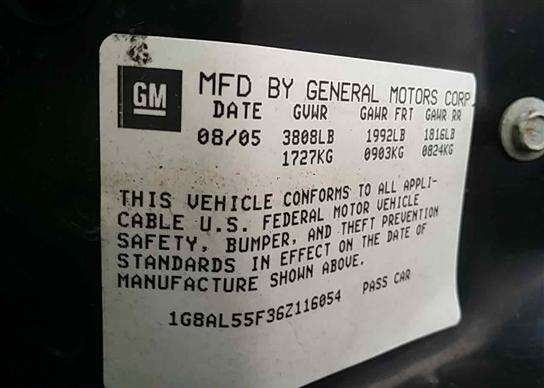 GM
MFD BY GENERAL MOTORS CORP
DATE GVWR GAWR FRT GAWR RR
08/05 3808LB 1992LB 1816LB
1727KG 0903KG 0824KG
THIS VEHICLE CONFORMS TO ALL APPLI-
CABLE U.S. FEDERAL MOTOR VEHICLE
SAFETY, BUMPER, AND THEFT PREVENTION
STANDARDS IN EFFECT ON THE DATE OF
MANUFACTURE SHOWN ABOVE.
1G8AL55F36Z116054 PASS CAR